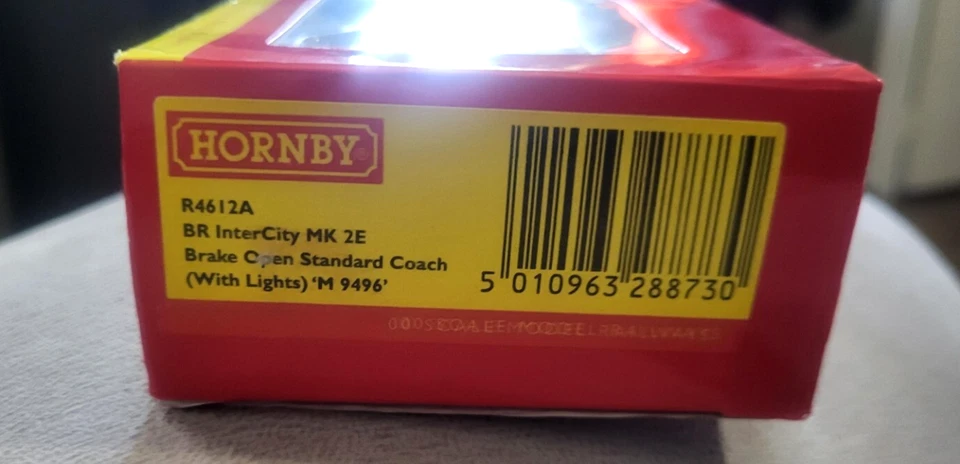 HORNBY®
R4612A
BR InterCity MK 2E
Brake Open Standard Coach
(With Lights) ‘M 9496’
5 010963 288730